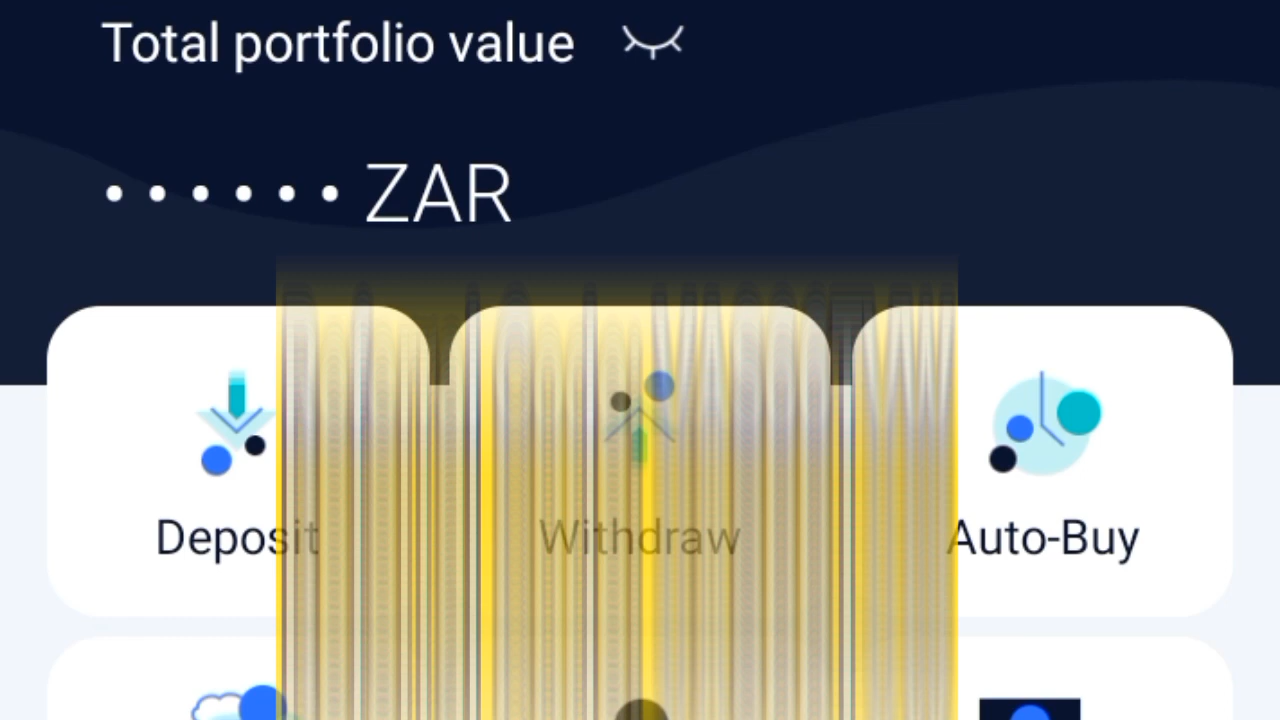 Total portfolio value
...... ZAR
Deposit
Withdraw
Auto-Buy